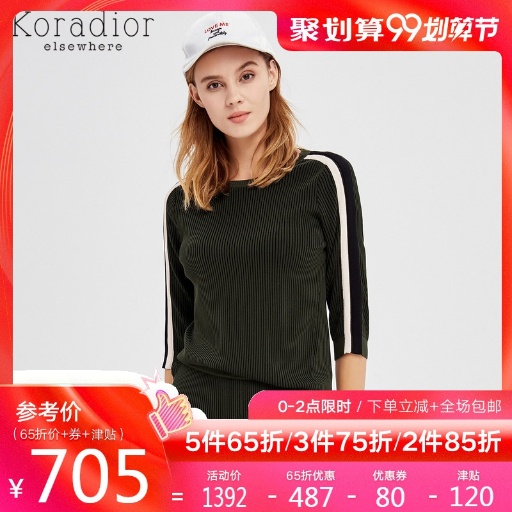 Koradior
elsewhere
聚划算99划算节
LOVE ME
参考价
(65折价+券+津贴)
¥705
0-2点限时/下单立减+全场包邮
5件65折/3件75折/2件85折
活动价 65折优惠 优惠券 津贴
=1392-487-80-120